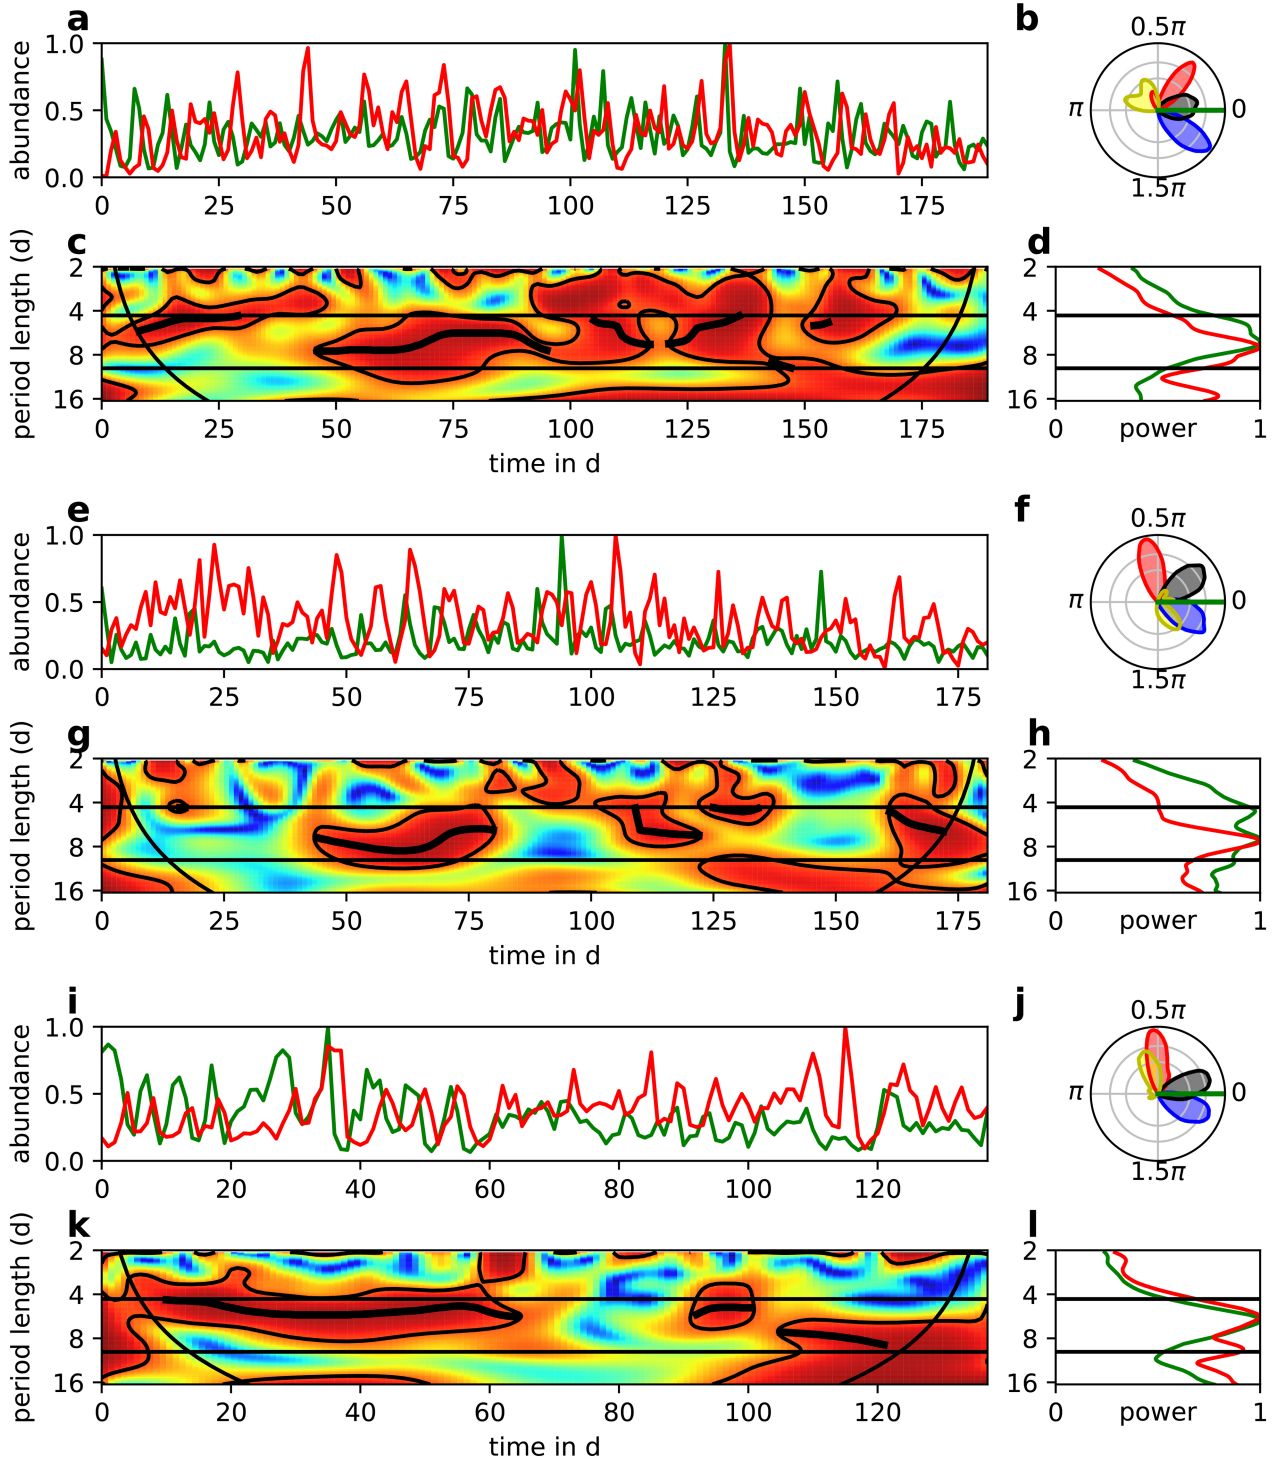 a
b
abundance
1.0
0.5
0.0
0 25 50 75 100 125 150 175
0.5π
π
0
1.5π
c
d
period length (d)
2
4
8
16
0 25 50 75 100 125 150 175
time in d
2
4
8
16
0 power 1
e
f
abundance
1.0
0.5
0.0
0 25 50 75 100 125 150 175
0.5π
π
0
1.5π
g
h
period length (d)
2
4
8
16
0 25 50 75 100 125 150 175
time in d
2
4
8
16
0 power 1
i
j
abundance
1.0
0.5
0.0
0 20 40 60 80 100 120
0.5π
π
0
1.5π
k
l
period length (d)
2
4
8
16
0 20 40 60 80 100 120
time in d
2
4
8
16
0 power 1